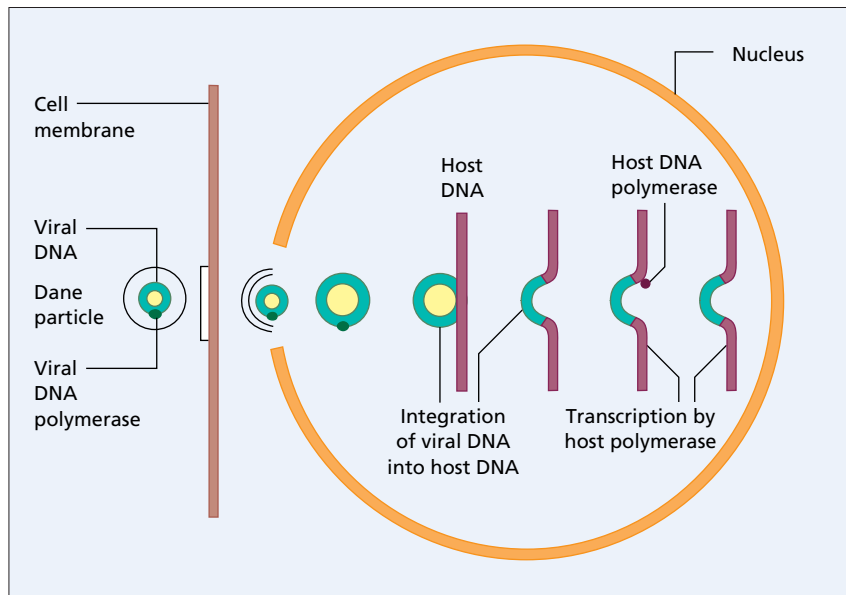 Nucleus
Cell
membrane
Host
DNA
Host DNA
polymerase
Viral
DNA
Dane
particle
Viral
DNA
polymerase
Integration
of viral DNA
into host DNA
Transcription by
host polymerase